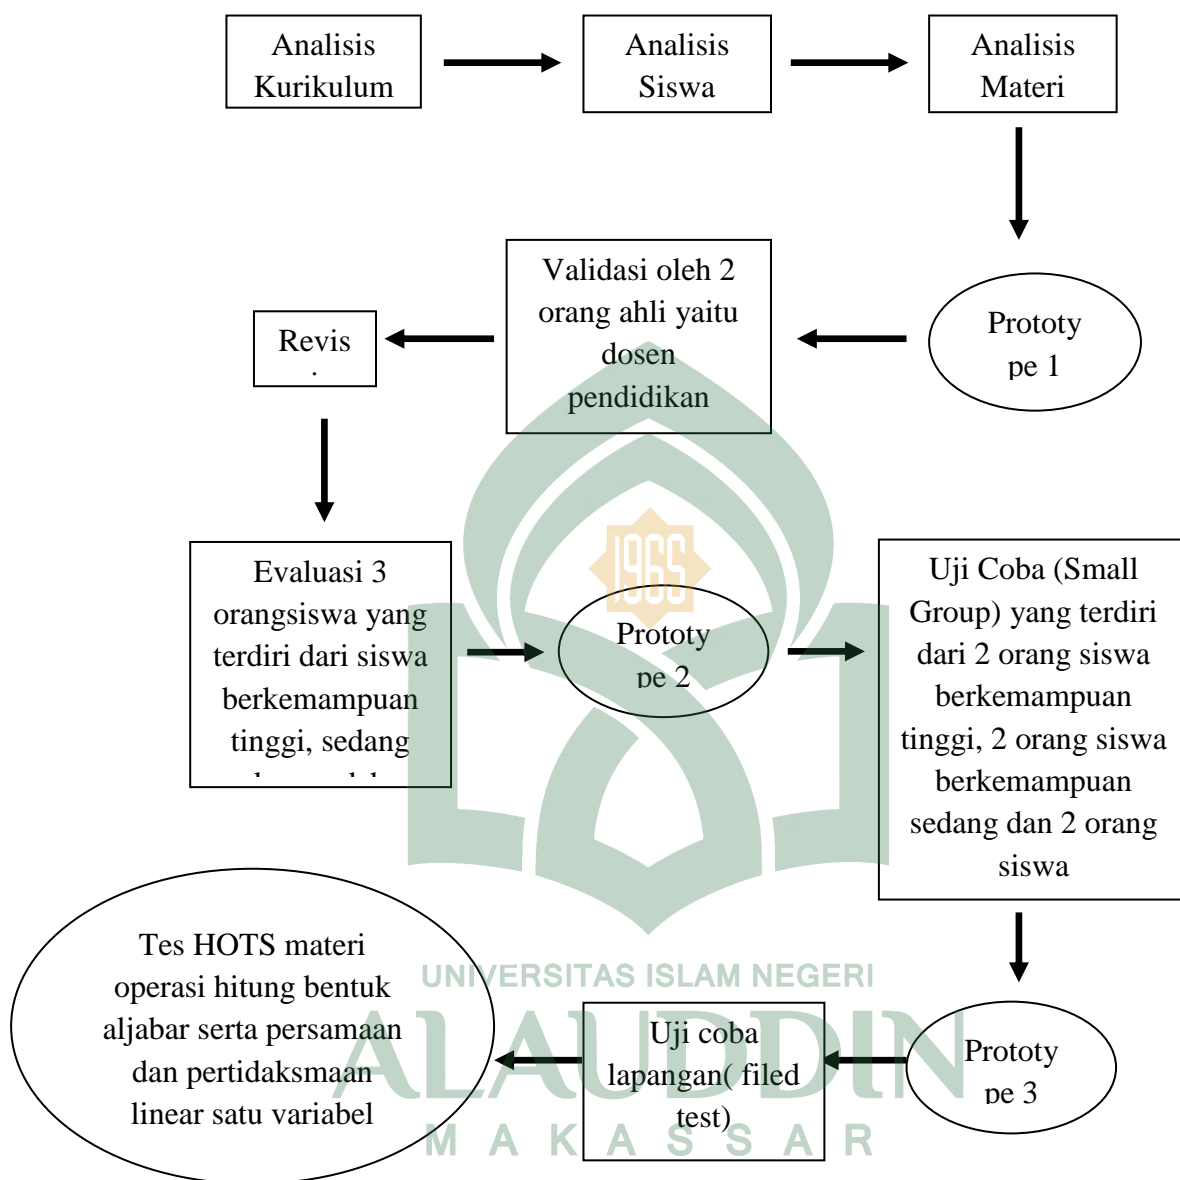 Analisis
Kurikulum
Analisis
Siswa
Analisis
Materi
Prototy
pe 1
Validasi oleh 2
orang ahli yaitu
dosen
pendidikan
Revis
Evaluasi 3
orangsiswa yang
terdiri dari siswa
berkemampuan
tinggi, sedang
Prototy
pe 2
Uji Coba (Small
Group) yang terdiri
dari 2 orang siswa
berkemampuan
tinggi, 2 orang siswa
berkemampuan
sedang dan 2 orang
siswa
Prototy
pe 3
Uji coba
lapangan( filed
test)
Tes HOTS materi
operasi hitung bentuk
aljabar serta persamaan
dan pertidaksmaan
linear satu variabel
1965
UNIVERSITAS ISLAM NEGERI
ALAUDDIN
MAKASSAR